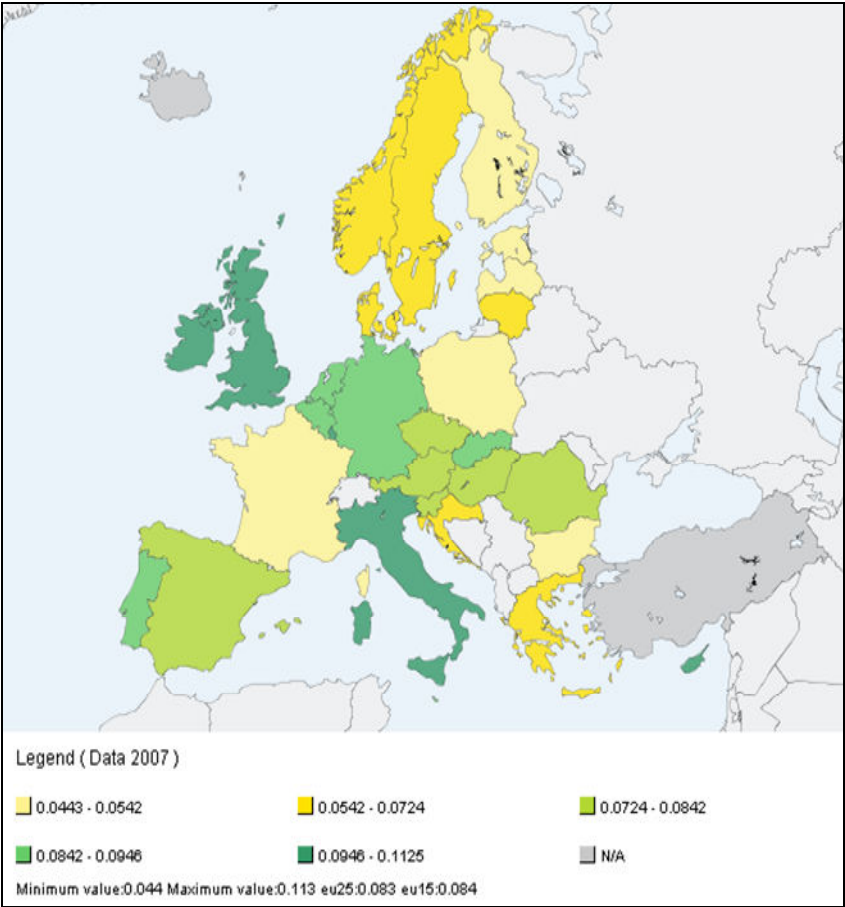 Legend ( Data 2007 )
0.0443 - 0.0542 0.0542 - 0.0724 0.0724 - 0.0842
0.0842 - 0.0946 0.0946 - 0.1125 N/A
Minimum value:0.044 Maximum value:0.113 eu25:0.083 eu15:0.084